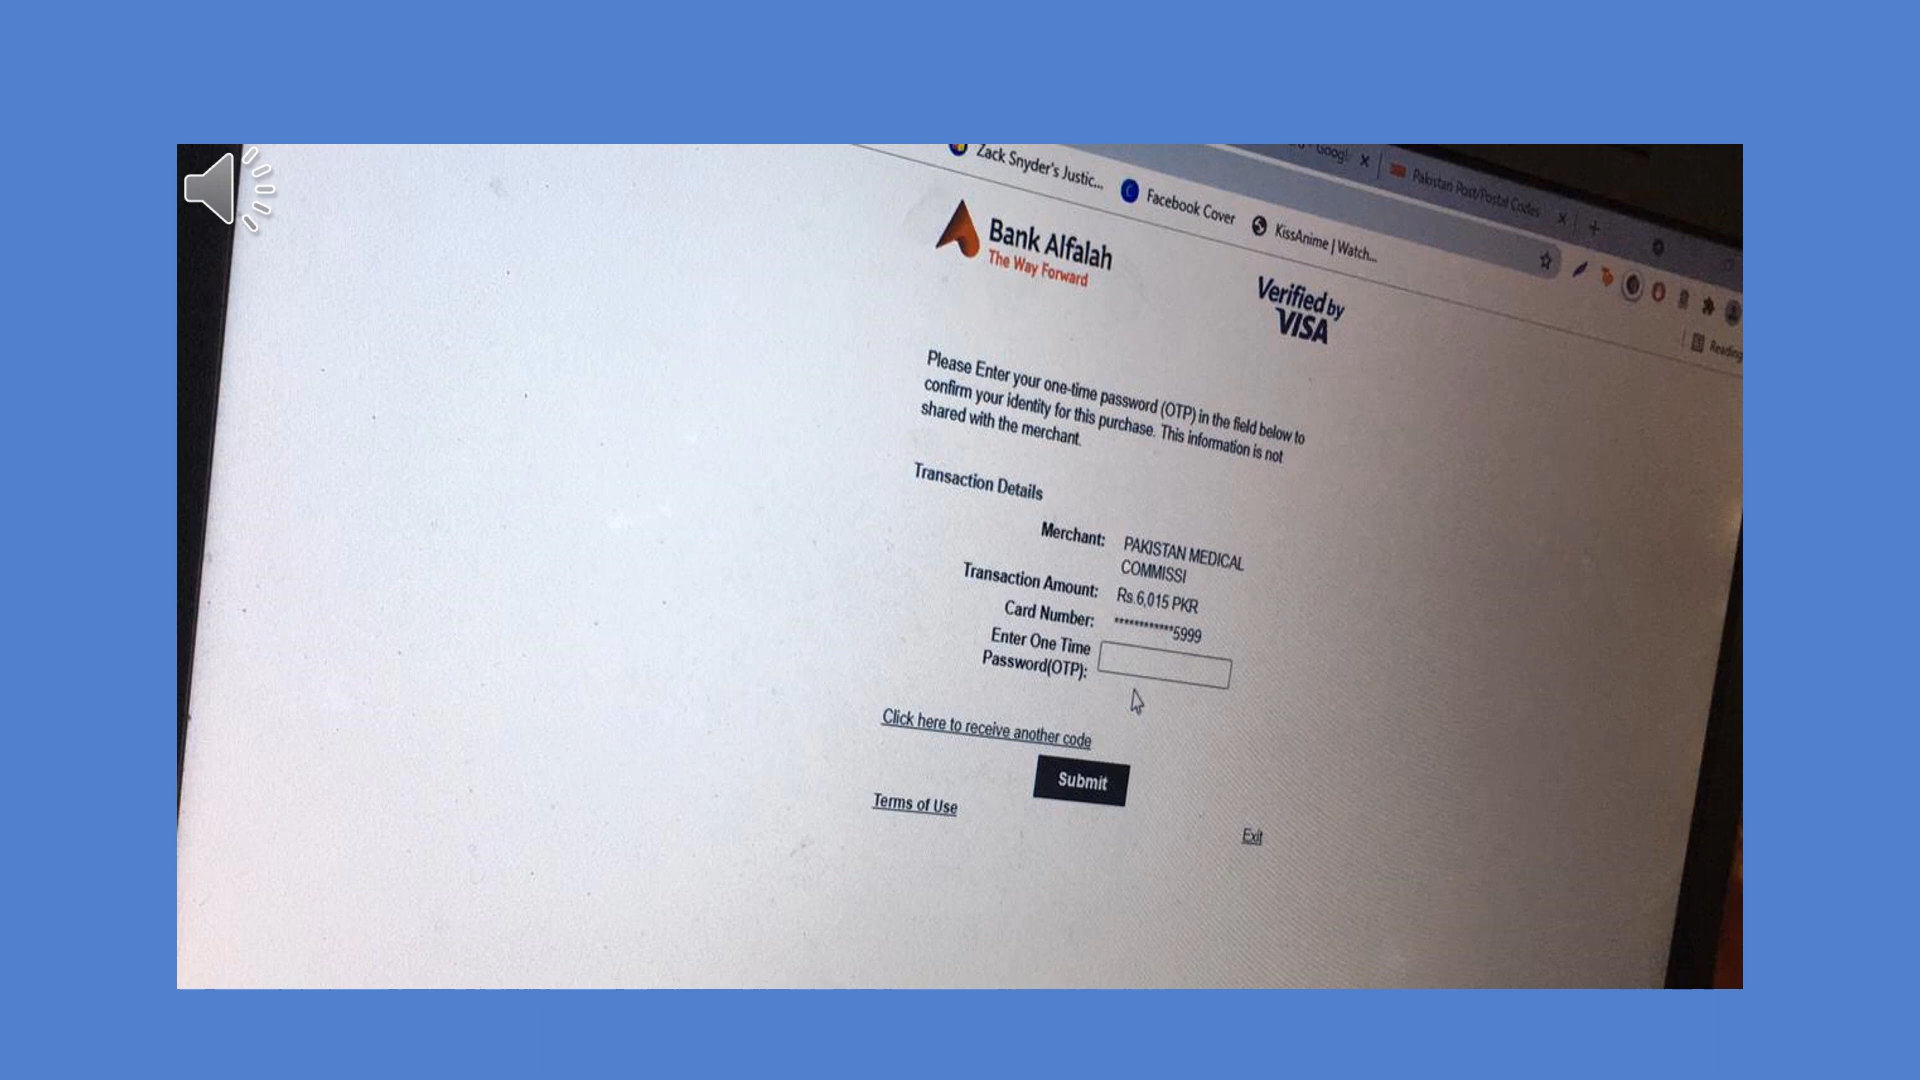 Googl
Pakistan Post/Postal Codes
Zack Snyder's Justic...
Facebook Cover
KissAnime | Watch...
Reading
Bank Alfalah
The Way Forward
Verified by
VISA
Please Enter your one-time password (OTP) in the field below to
confirm your identity for this purchase. This information is not
shared with the merchant.
Transaction Details
Merchant: PAKISTAN MEDICAL
COMMISSI
Transaction Amount: Rs.6,015 PKR
Card Number: ************5999
Enter One Time
Password(OTP):
Click here to receive another code
Submit
Terms of Use
Exit